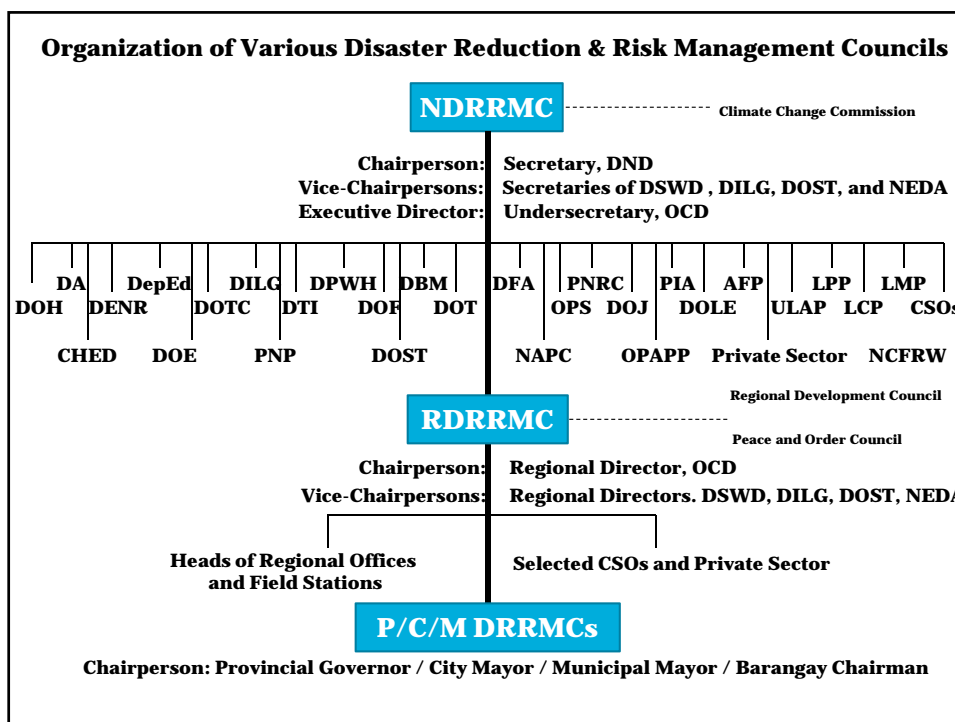 Organization of Various Disaster Reduction & Risk Management Councils
NDRRMC
Climate Change Commission
Chairperson: Secretary, DND
Vice-Chairpersons: Secretaries of DSWD , DILG, DOST, and NEDA
Executive Director: Undersecretary, OCD
DA DepEd DILG DPWH DBM DFA PNRC PIA AFP LPP LMP
DOH DENR DOTC DTI DOF DOT OPS DOJ DOLE ULAP LCP CSOs
CHED DOE PNP DOST NAPC OPAPP Private Sector NCFRW
Regional Development Council
RDRRMC
Peace and Order Council
Chairperson: Regional Director, OCD
Vice-Chairpersons: Regional Directors. DSWD, DILG, DOST, NEDA
Heads of Regional Offices
and Field Stations
Selected CSOs and Private Sector
P/C/M DRRMCs
Chairperson: Provincial Governor / City Mayor / Municipal Mayor / Barangay Chairman